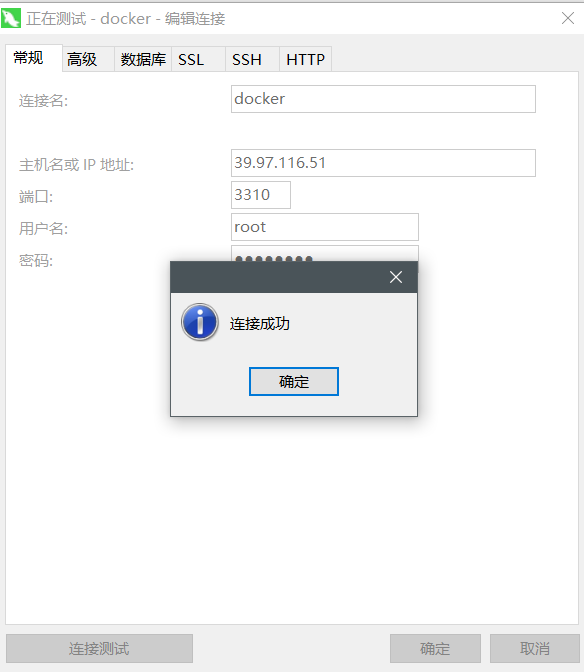 正在测试 - docker - 编辑连接
常规 高级 数据库 SSL SSH HTTP
连接名: docker
主机名或 IP 地址: 39.97.116.51
端口: 3310
用户名: root
密码: ●●●●●●●●
连接成功
确定
连接测试 确定 取消